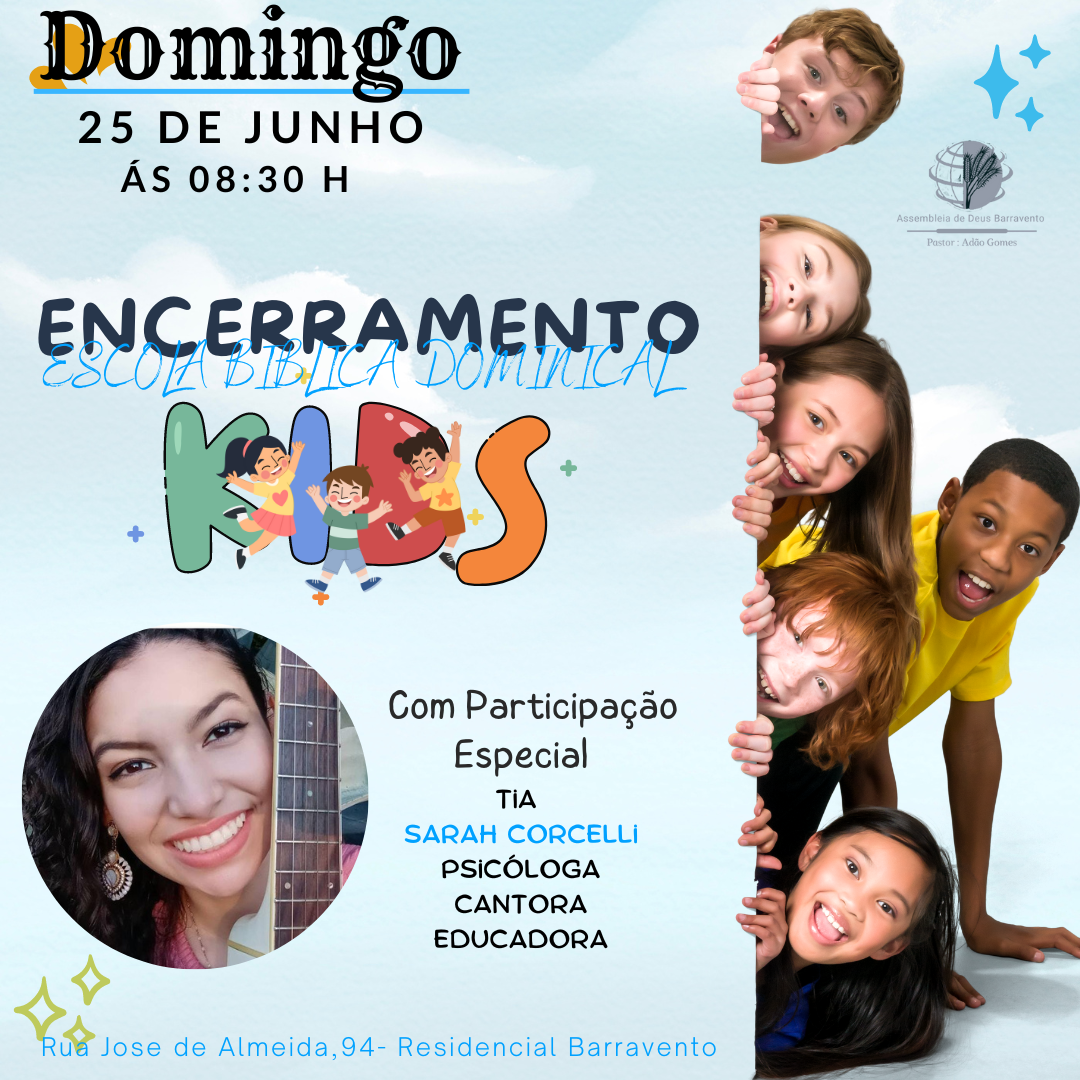 Domingo
25 DE JUNHO
ÁS 08:30 H
Assembleia de Deus Barravento
Pastor : Adão Gomes
ENCERRAMENTO
ESCOLA BIBLICA DOMINICAL
KIDS
Com Participação
Especial
TiA
SARAH CORCELLi
PSiCÓLOGA
CANTORA
EDUCADORA
Rua Jose de Almeida,94- Residencial Barravento